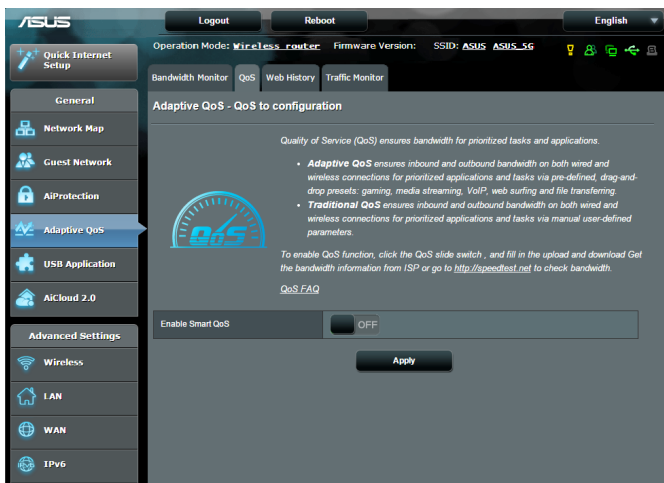 ASUS
Logout
Reboot
English
Quick Internet
Setup
Operation Mode: Wireless router Firmware Version: SSID: ASUS ASUS_5G
Bandwidth Monitor QoS Web History Traffic Monitor
General
Network Map
Guest Network
AiProtection
Adaptive QoS
USB Application
AiCloud 2.0
Advanced Settings
Wireless
LAN
WAN
IPv6
Adaptive QoS - QoS to configuration
Quality of Service (QoS) ensures bandwidth for prioritized tasks and applications.
• Adaptive QoS ensures inbound and outbound bandwidth on both wired and
wireless connections for prioritized applications and tasks via pre-defined, drag-and-
drop presets: gaming, media streaming, VoIP, web surfing and file transferring.
• Traditional QoS ensures inbound and outbound bandwidth on both wired and
wireless connections for prioritized applications and tasks via manual user-defined
parameters.
QoS
To enable QoS function, click the QoS slide switch , and fill in the upload and download Get
the bandwidth information from ISP or go to http://speedtest.net to check bandwidth.
QoS FAQ
Enable Smart QoS
OFF
Apply